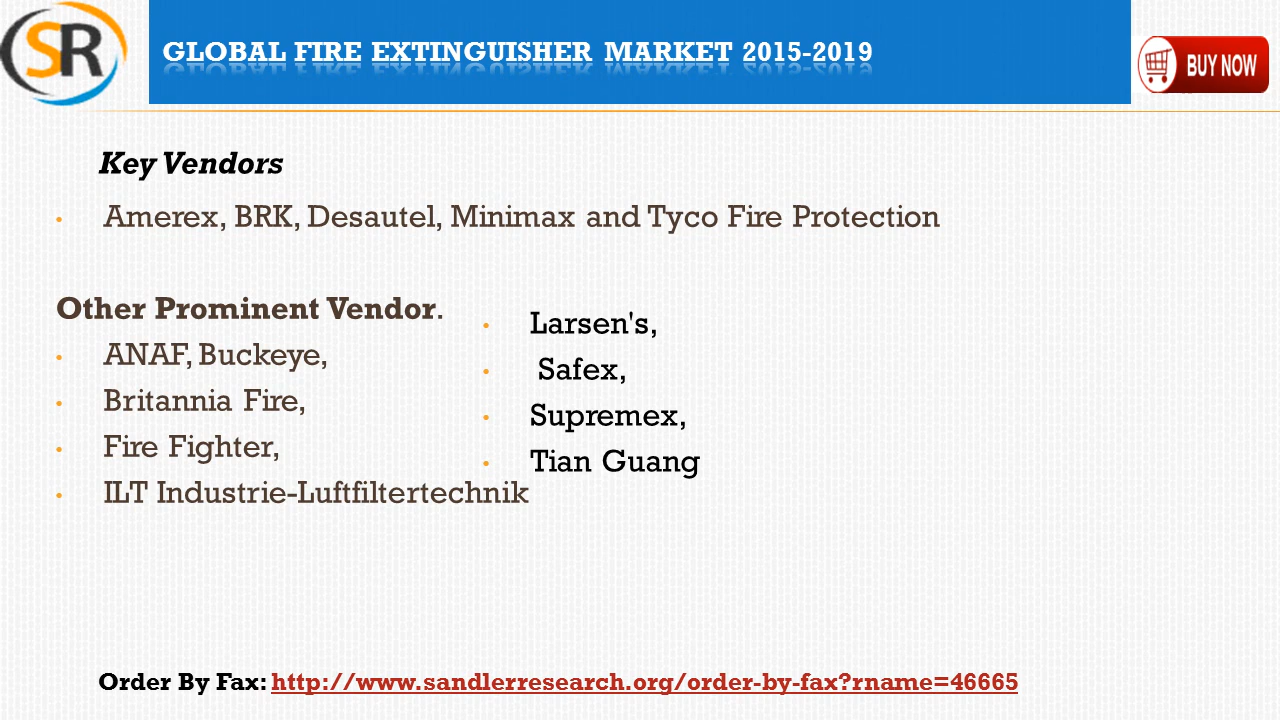 SR
GLOBAL FIRE EXTINGUISHER MARKET 2015-2019
BUY NOW
Key Vendors
• Amerex, BRK, Desautel, Minimax and Tyco Fire Protection
Other Prominent Vendor.
• ANAF, Buckeye,
• Britannia Fire,
• Fire Fighter,
• ILT Industrie-Luftfiltertechnik
• Larsen's,
• Safex,
• Supremex,
• Tian Guang
Order By Fax: http://www.sandlerresearch.org/order-by-fax?rname=46665